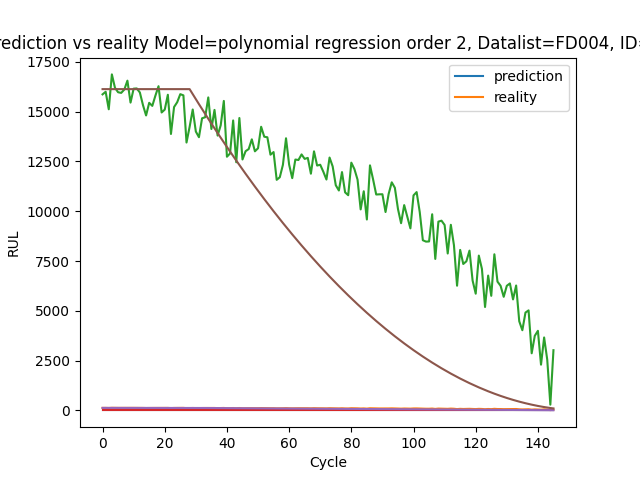 rediction vs reality Model=polynomial regression order 2, Datalist=FD004, ID=
prediction
reality
RUL
17500
15000
12500
10000
7500
5000
2500
0
0 20 40 60 80 100 120 140
Cycle